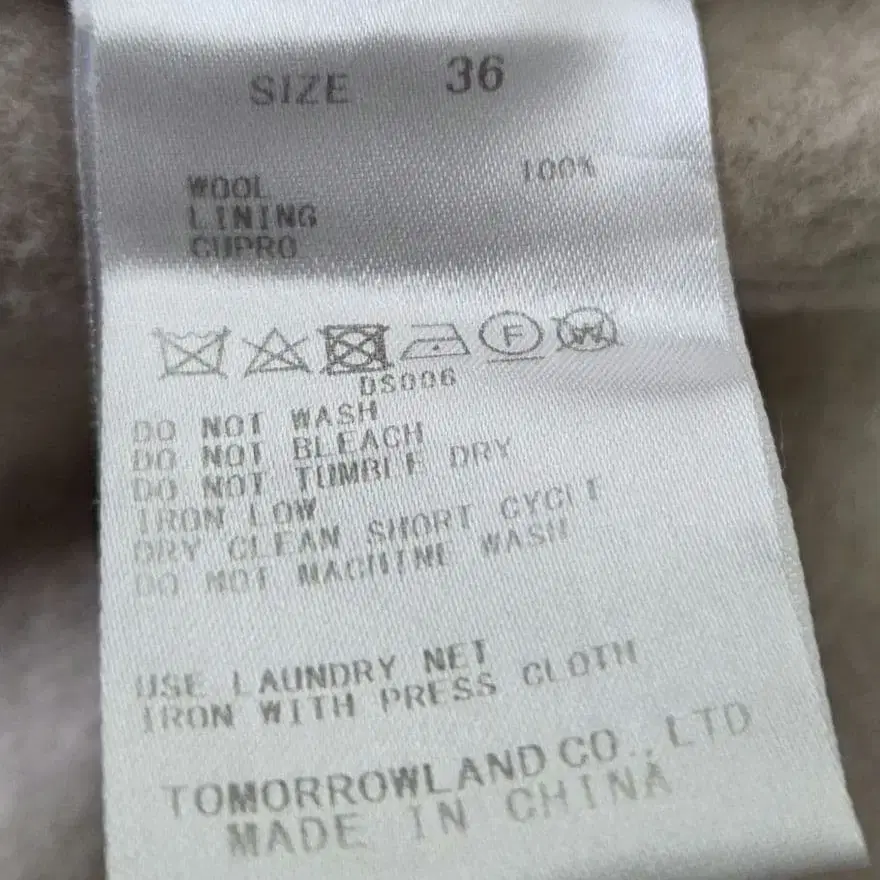 SIZE 36
WOOL 100%
LINING
CUPRO
F W
DS006
DO NOT WASH
DO NOT BLEACH
DO NOT TUMBLE DRY
IRON LOW
DRY CLEAN SHORT CYCLE
DO NOT MACHINE WASH
USE LAUNDRY NET
IRON WITH PRESS CLOTH
TOMORROWLAND CO., LTD
MADE IN CHINA